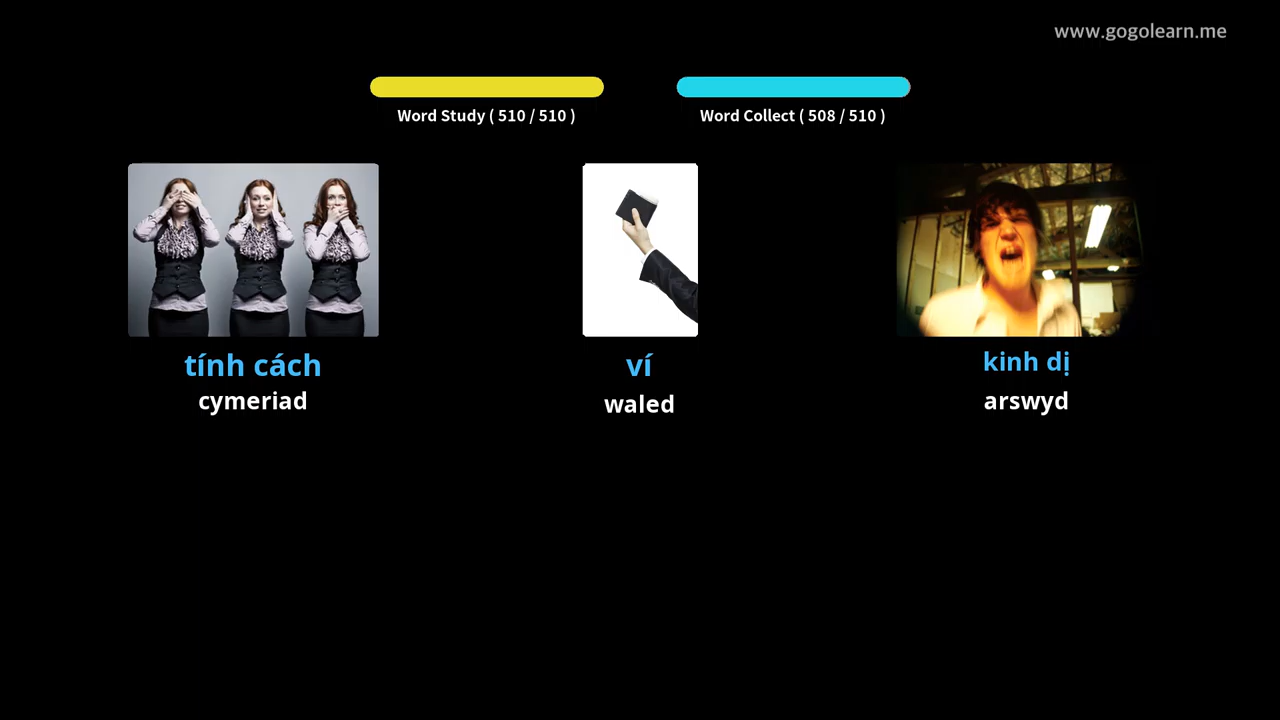 www.gogolearn.me
Word Study ( 510 / 510 )
Word Collect ( 508 / 510 )
tính cách
cymeriad
ví
waled
kinh dị
arswyd